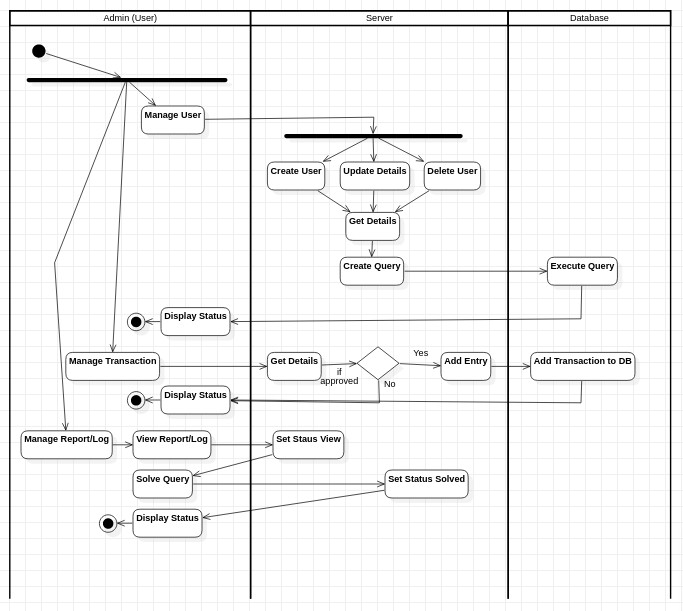 Admin (User)
Server
Database
Manage User
Create User
Update Details
Delete User
Get Details
Create Query
Execute Query
Display Status
Manage Transaction
Get Details
if
approved
Yes
No
Add Entry
Add Transaction to DB
Display Status
Manage Report/Log
View Report/Log
Set Staus View
Solve Query
Set Status Solved
Display Status